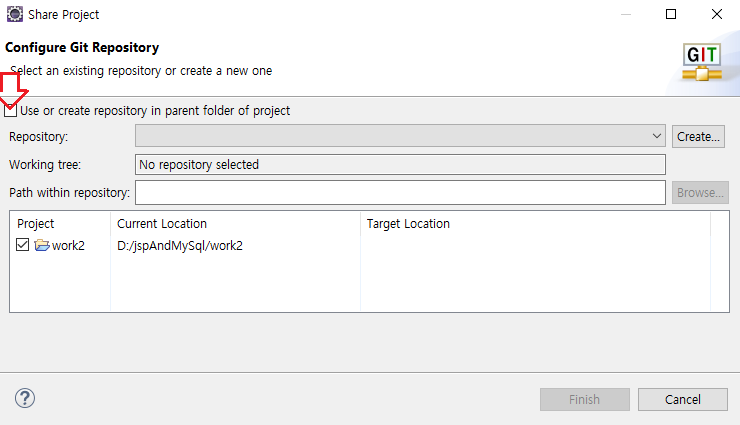 Share Project
Configure Git Repository
Select an existing repository or create a new one
GIT
Use or create repository in parent folder of project
Repository: Create...
Working tree: No repository selected
Path within repository: Browse...
Project Current Location Target Location
work2 D:/jspAndMySql/work2
? Finish Cancel